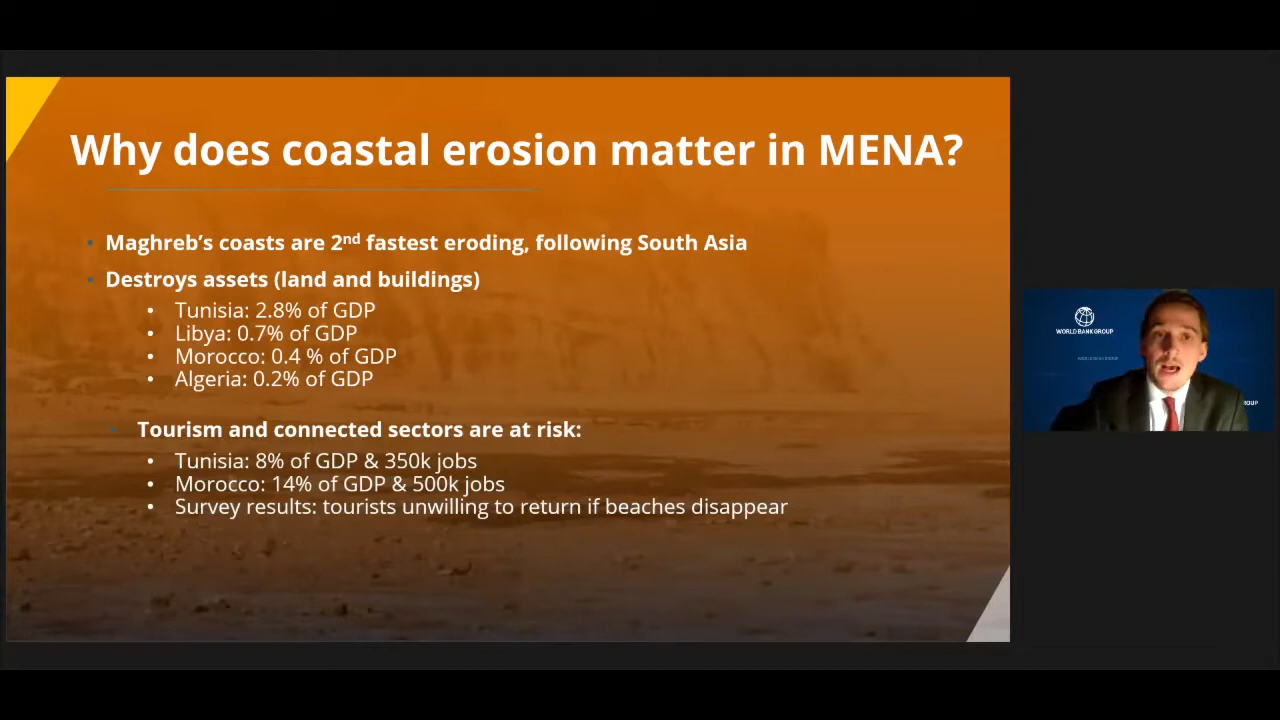 Why does coastal erosion matter in MENA?
• Maghreb's coasts are 2nd fastest eroding, following South Asia
• Destroys assets (land and buildings)
• Tunisia: 2.8% of GDP
• Libya: 0.7% of GDP
• Morocco: 0.4 % of GDP
• Algeria: 0.2% of GDP
• Tourism and connected sectors are at risk:
• Tunisia: 8% of GDP & 350k jobs
• Morocco: 14% of GDP & 500k jobs
• Survey results: tourists unwilling to return if beaches disappear
WORLD BANK GROUP
WORLD BANK GROUP